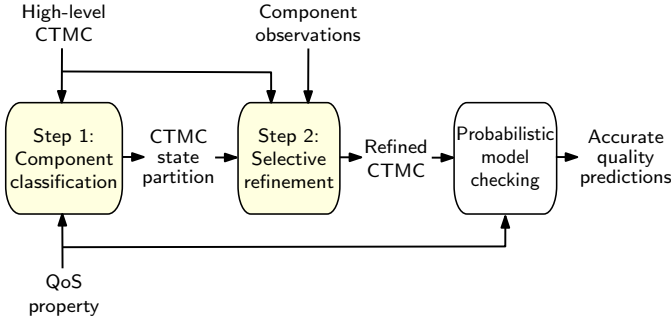 High-level
CTMC
Component
observations
Step 1:
Component
classification
CTMC
state
partition
Step 2:
Selective
refinement
Refined
CTMC
Probabilistic
model
checking
Accurate
quality
predictions
QoS
property